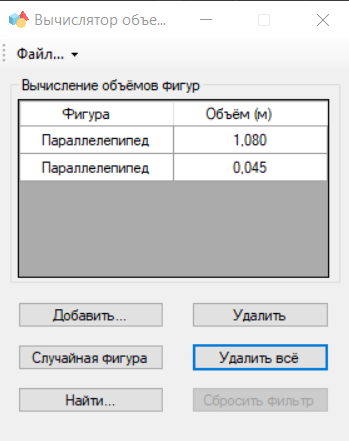 Вычислятор объе...
Файл...
Вычисление объёмов фигур
Фигура Объём (м)
Параллелепипед 1,080
Параллелепипед 0,045
Добавить... Удалить
Случайная фигура Удалить всё
Найти... Сбросить фильтр